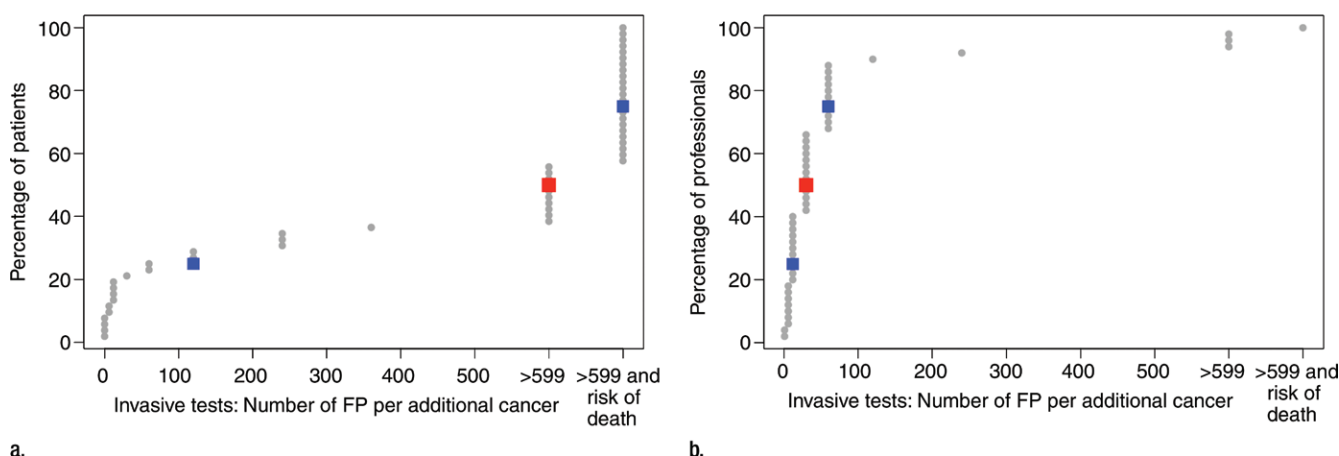 100
80
60
40
20
0
Percentage of patients
0 100 200 300 400 500 >599 >599 and
risk of
death
Invasive tests: Number of FP per additional cancer
a.
100
80
60
40
20
0
Percentage of professionals
0 100 200 300 400 500 >599 >599 and
risk of
death
Invasive tests: Number of FP per additional cancer
b.